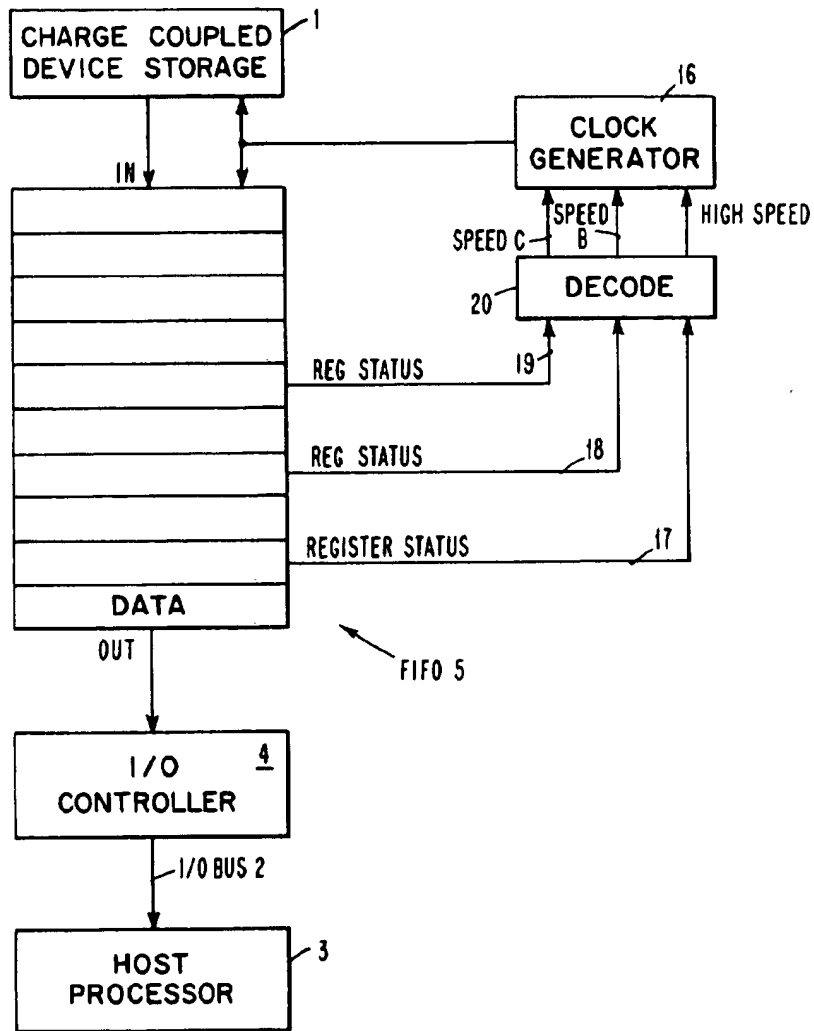 CHARGE COUPLED
DEVICE STORAGE
1
16
CLOCK
GENERATOR
IN
SPEED C
SPEED
B
HIGH SPEED
20
DECODE
19
REG STATUS
18
REG STATUS
17
REGISTER STATUS
DATA
OUT
FIFO 5
4
I/O
CONTROLLER
I/O BUS 2
3
HOST
PROCESSOR